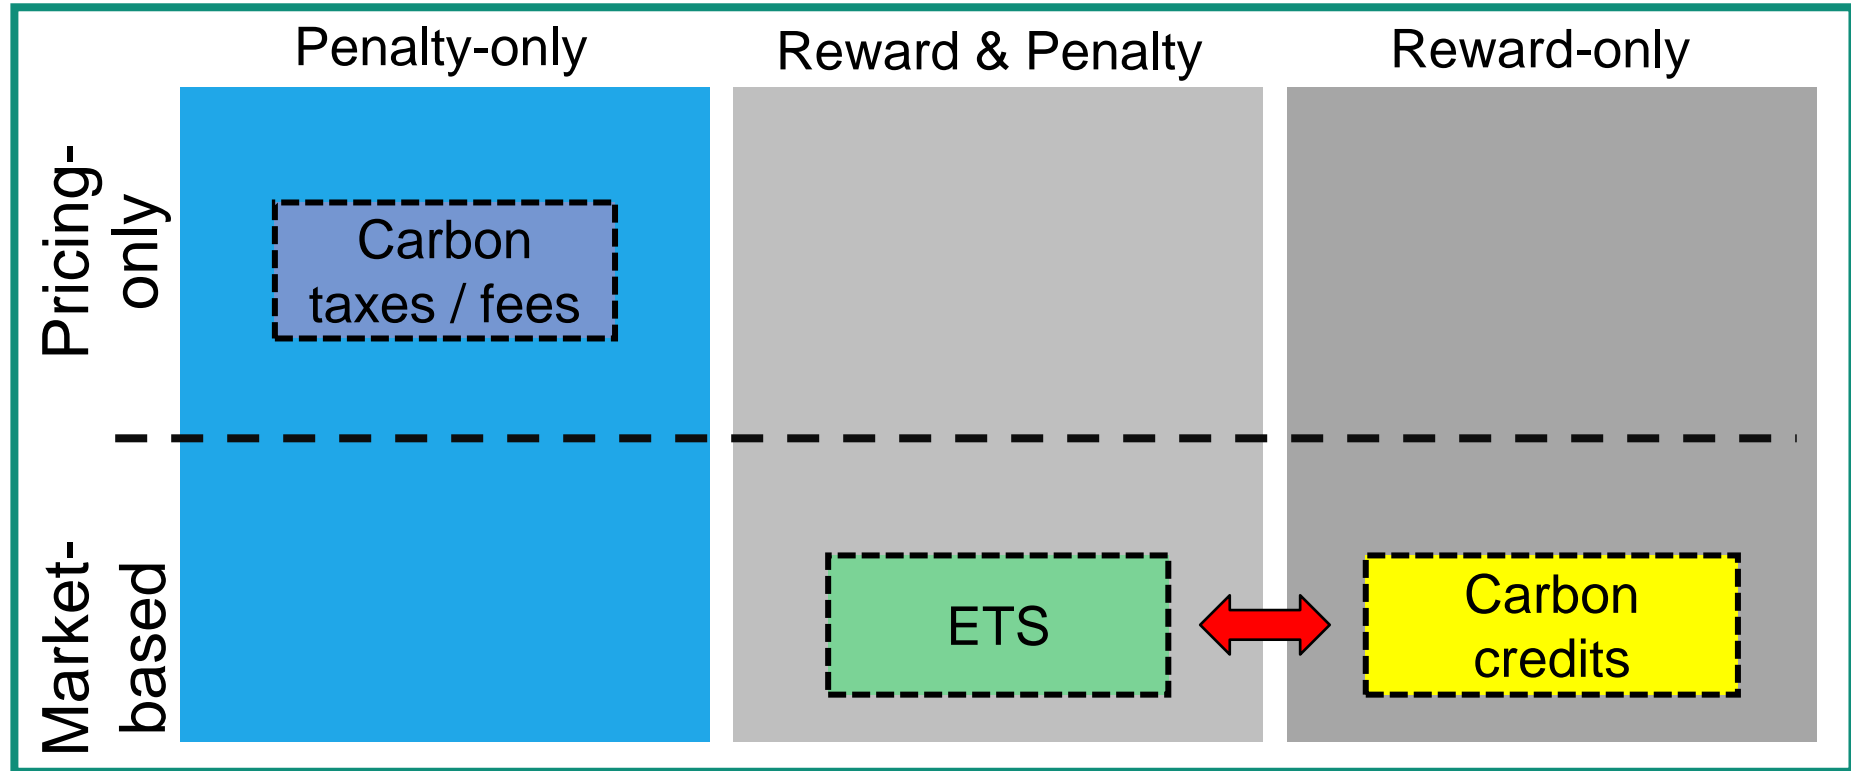 Penalty-only
Reward & Penalty
Reward-only
Pricing-
only
Carbon
taxes / fees
Market-
based
ETS
Carbon
credits